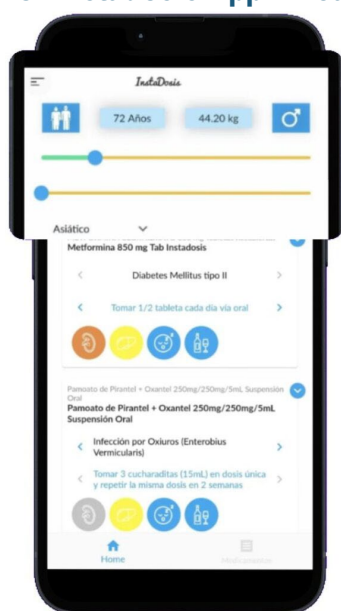 InstaDosis
72 Años
44.20 kg
Asiático
Metformina 850 mg Tab Instadosis
Diabetes Mellitus tipo II
Tomar 1/2 tableta cada día vía oral
Pamoato de Pirantel + Oxantel 250mg/250mg/5mL Suspensión
Oral
Pamoato de Pirantel + Oxantel 250mg/250mg/5mL
Suspensión Oral
Infección por Oxiuros (Enterobius
Vermicularis)
Tomar 3 cucharaditas (15mL) en dosis única
y repetir la misma dosis en 2 semanas
Home
Medicamentos